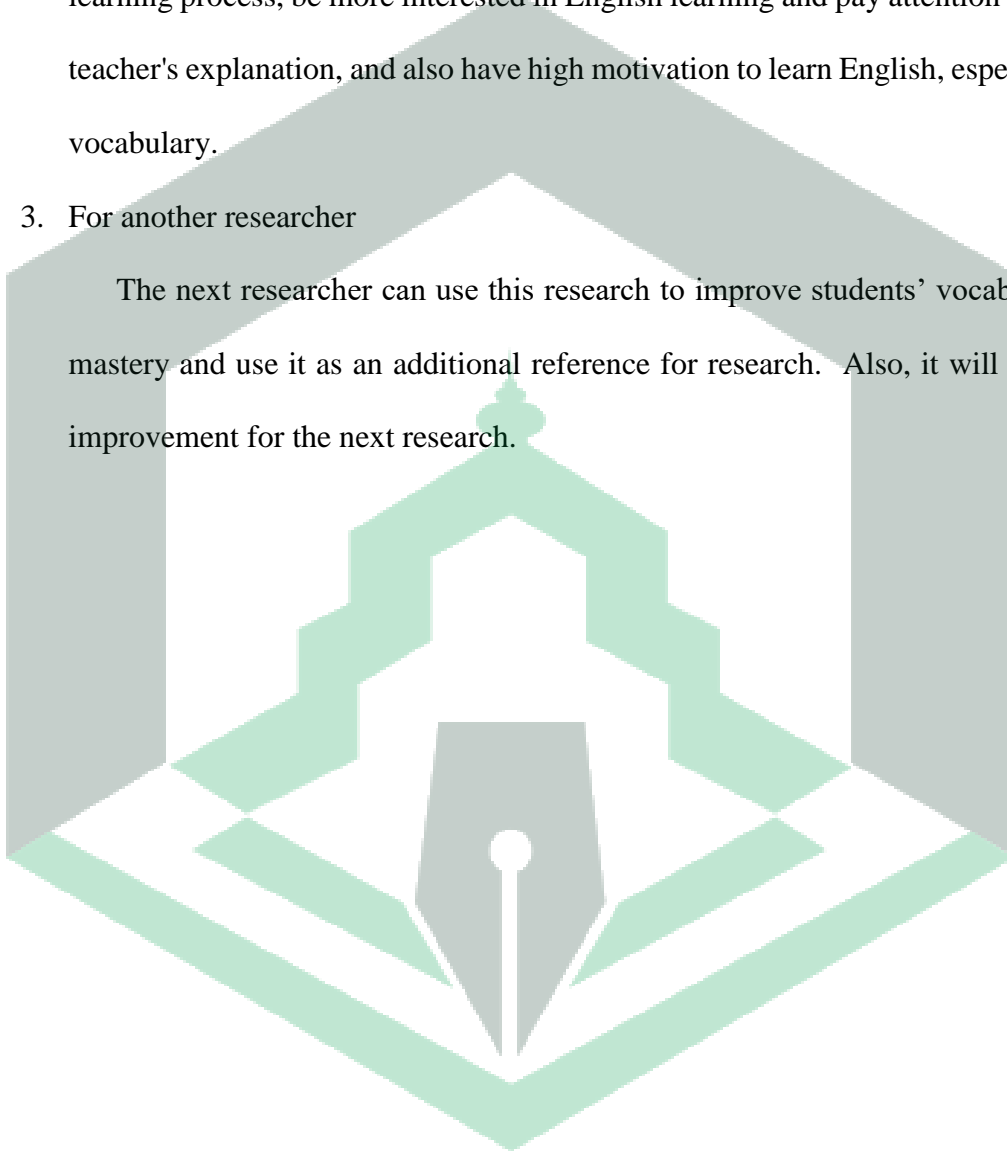 learning process, be more interested in English learning and pay attention
teacher's explanation, and also have high motivation to learn English,
vocabulary.
3. For another researcher
The next researcher can use this research to improve students’
mastery and use it as an additional reference for research. Also, it will
improvement for the next research.